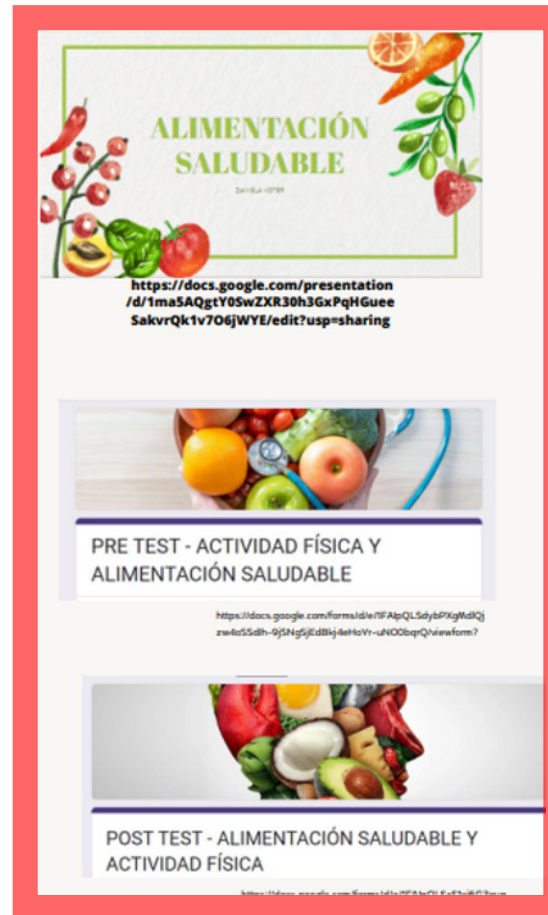 ALIMENTACIÓN
SALUDABLE
https://docs.google.com/presentation
/d/1ma5AQgtY0SwZXR30h3GxPqHGuee
SakvrQk1v7O6jWYE/edit?usp=sharing
PRE TEST - ACTIVIDAD FÍSICA Y
ALIMENTACIÓN SALUDABLE
POST TEST - ALIMENTACIÓN SALUDABLE Y
ACTIVIDAD FÍSICA